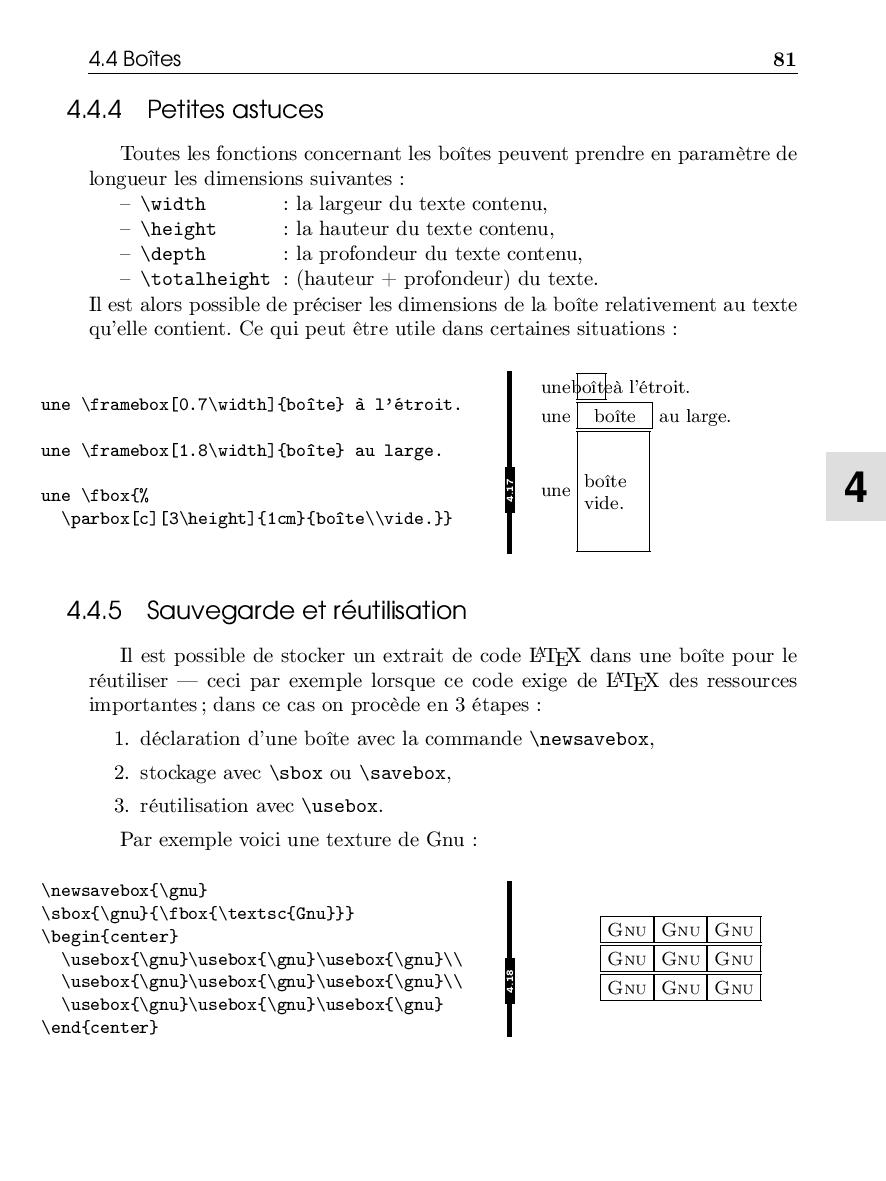 4.4 Boîtes 81
4.4.4 Petites astuces
Toutes les fonctions concernant les boîtes peuvent prendre en paramètre de
longueur les dimensions suivantes :
– \width : la largeur du texte contenu,
– \height : la hauteur du texte contenu,
– \depth : la profondeur du texte contenu,
– \totalheight : (hauteur + profondeur) du texte.
Il est alors possible de préciser les dimensions de la boîte relativement au texte
qu'elle contient. Ce qui peut être utile dans certaines situations :
une \framebox[0.7\width]{boîte} à l'étroit.
une \framebox[1.8\width]{boîte} au large.
une \fbox{%
\parbox[c][3\height]{1cm}{boîte\\vide.}}
4.17
uneboîteà l'étroit.
une boîte au large.
une boîte
vide.
4
4.4.5 Sauvegarde et réutilisation
Il est possible de stocker un extrait de code LATEX dans une boîte pour le
réutiliser — ceci par exemple lorsque ce code exige de LATEX des ressources
importantes ; dans ce cas on procède en 3 étapes :
1. déclaration d'une boîte avec la commande \newsavebox,
2. stockage avec \sbox ou \savebox,
3. réutilisation avec \usebox.
Par exemple voici une texture de Gnu :
\newsavebox{\gnu}
\sbox{\gnu}{\fbox{\textsc{Gnu}}}
\begin{center}
\usebox{\gnu}\usebox{\gnu}\usebox{\gnu}\\
\usebox{\gnu}\usebox{\gnu}\usebox{\gnu}\\
\usebox{\gnu}\usebox{\gnu}\usebox{\gnu}
\end{center}
4.18
GNU GNU GNU
GNU GNU GNU
GNU GNU GNU